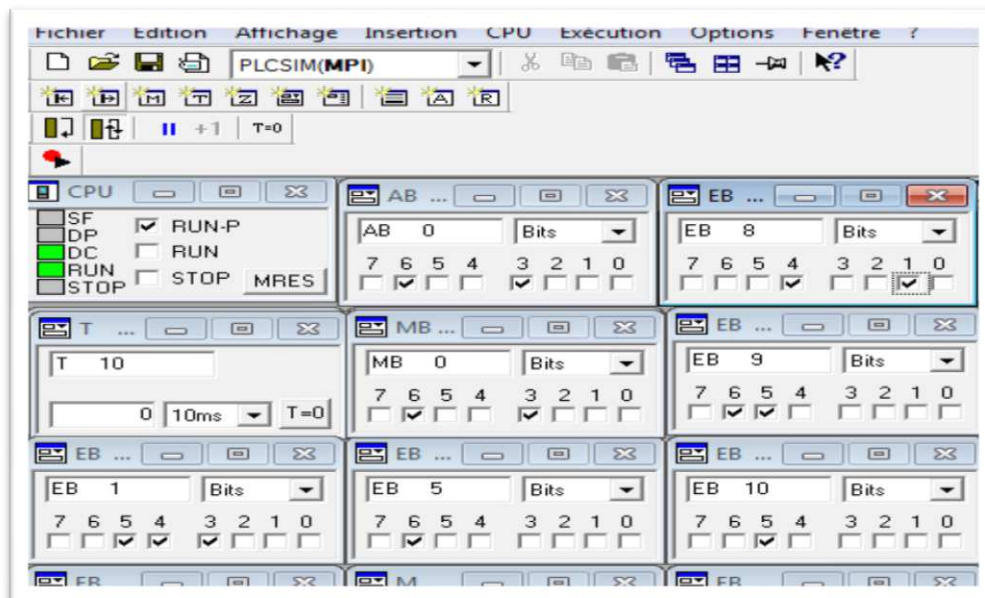 Fichier Edition Affichage Insertion CPU Exécution Options Fenêtre ?
PLCSIM(MPI)
+1 T=0
CPU
SF
DP
DC
RUN
STOP
RUN-P
RUN
STOP MRES
AB ...
AB 0 Bits
7 6 5 4 3 2 1 0
EB ...
EB 8 Bits
7 6 5 4 3 2 1 0
T ...
T 10
0 10ms T=0
MB ...
MB 0 Bits
7 6 5 4 3 2 1 0
EB ...
EB 9 Bits
7 6 5 4 3 2 1 0
EB ...
EB 1 Bits
7 6 5 4 3 2 1 0
EB ...
EB 5 Bits
7 6 5 4 3 2 1 0
EB ...
EB 10 Bits
7 6 5 4 3 2 1 0
EB
M
EB